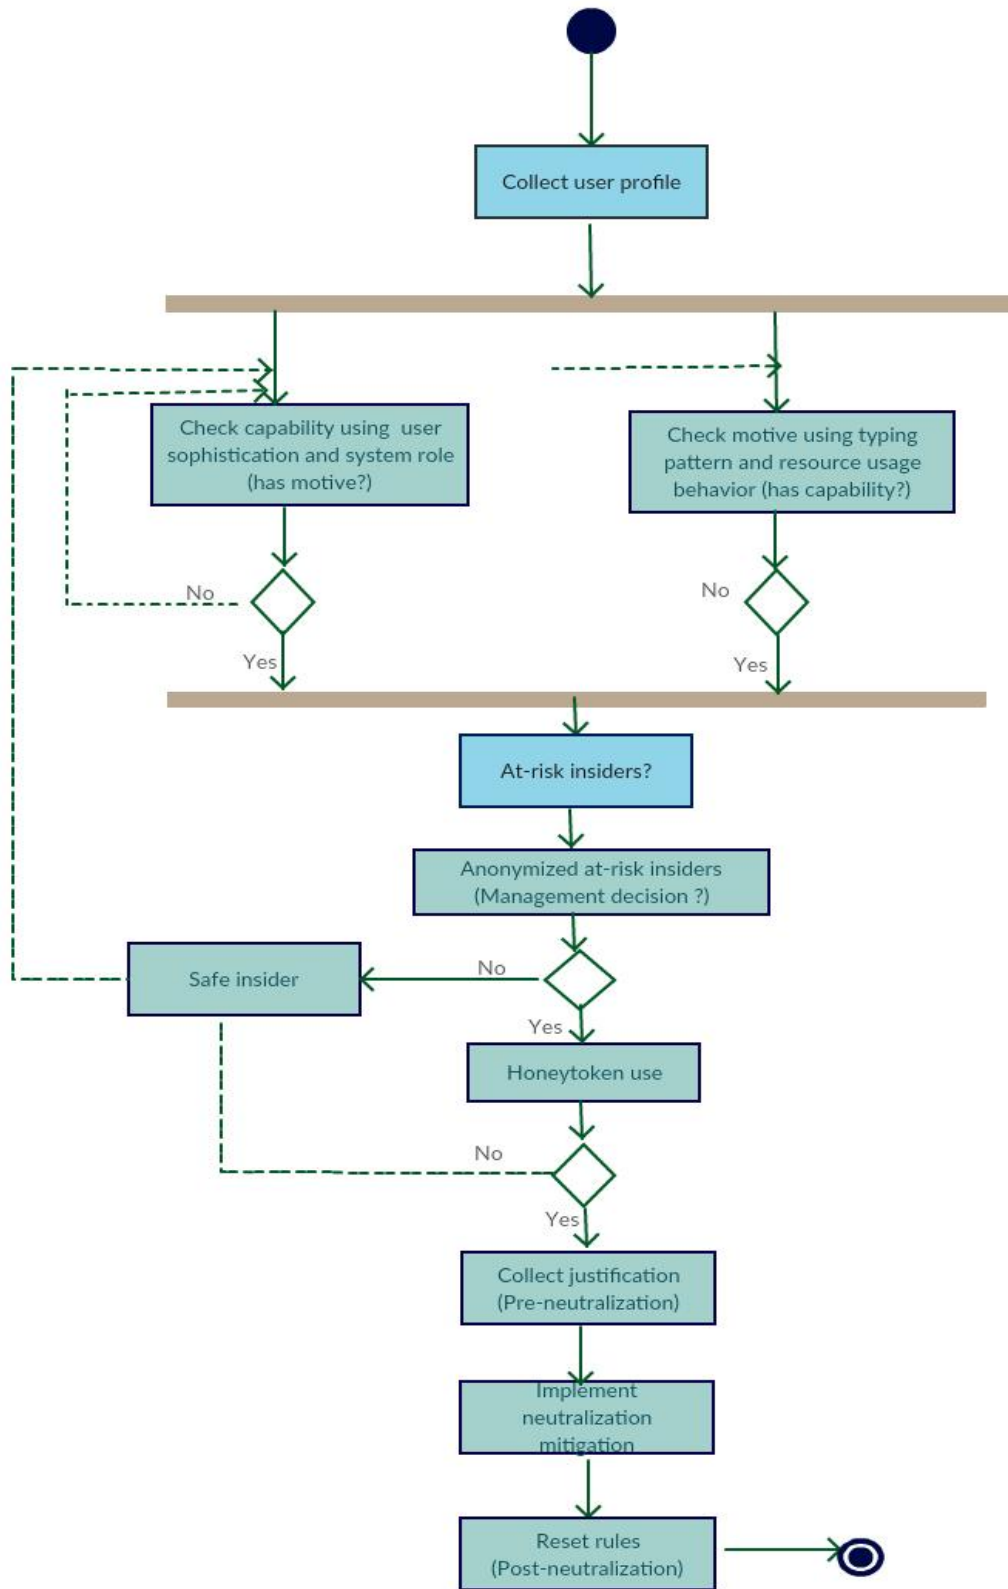 Collect user profile
Check capability using user
sophistication and system role
(has motive?)
Check motive using typing
pattern and resource usage
behavior (has capability?)
No
No
Yes
Yes
At-risk insiders?
Anonymized at-risk insiders
(Management decision ?)
No
Safe insider
Yes
Honeytoken use
No
Yes
Collect justification
(Pre-neutralization)
Implement
neutralization
mitigation
Reset rules
(Post-neutralization)